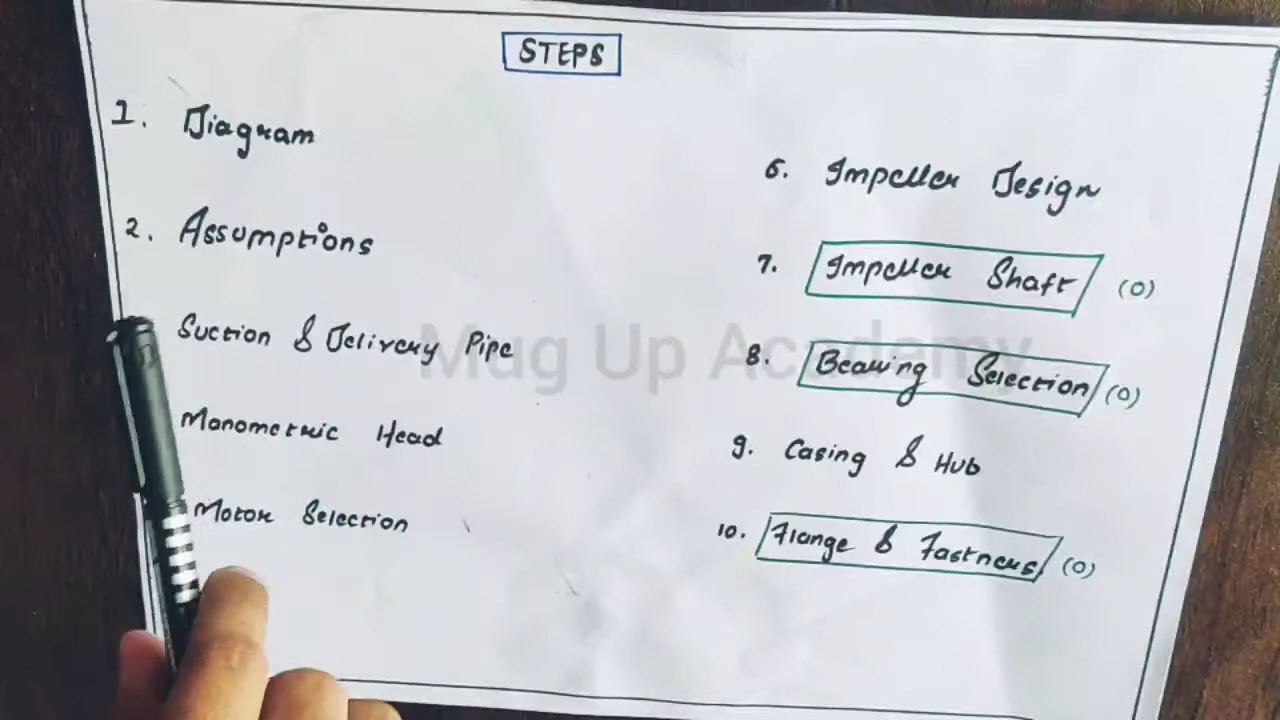 STEPS
1. Diagram
2. Assumptions
Suction & Delivery Pipe
Manometric Head
Motor Selection
6. Impeller Design
7. Impeller Shaft (0)
8. Bearing Selection (0)
9. Casing & Hub
10. Flange & Fastners (0)
Mug Up Academy